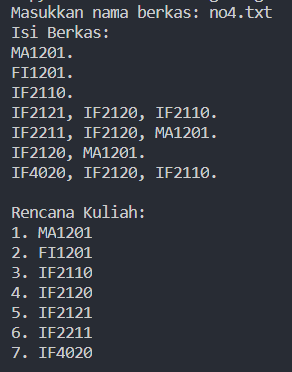 Masukkan nama berkas: no4.txt
Isi Berkas:
MA1201.
FI1201.
IF2110.
IF2121, IF2120, IF2110.
IF2211, IF2120, MA1201.
IF2120, MA1201.
IF4020, IF2120, IF2110.

Rencana Kuliah:
1. MA1201
2. FI1201
3. IF2110
4. IF2120
5. IF2121
6. IF2211
7. IF4020